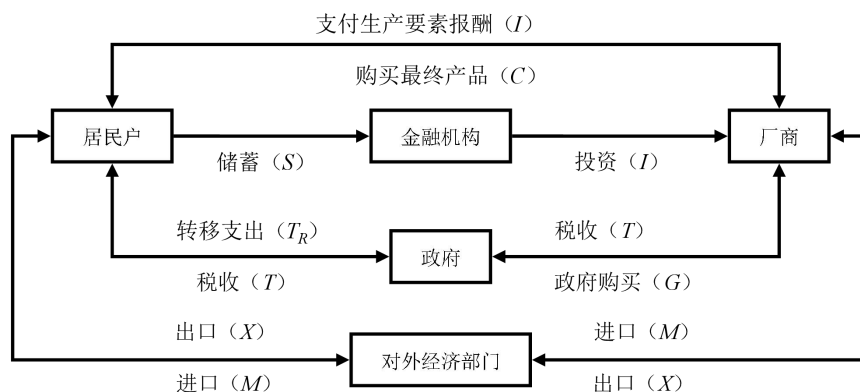 支付生产要素报酬（I）
购买最终产品（C）
居民户
金融机构
厂商
储蓄（S）
投资（I）
转移支出（TR）
税收（T）
政府
税收（T）
政府购买（G）
出口（X）
进口（M）
对外经济部门
进口（M）
出口（X）